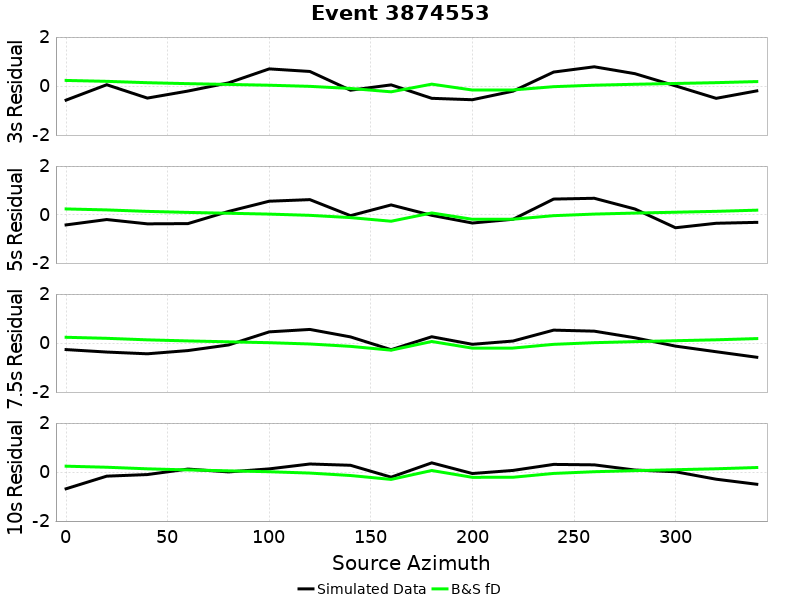 Event 3874553
3s Residual
2
0
-2
5s Residual
2
0
-2
7.5s Residual
2
0
-2
10s Residual
2
0
-2
0 50 100 150 200 250 300
Source Azimuth
Simulated Data B&S fD